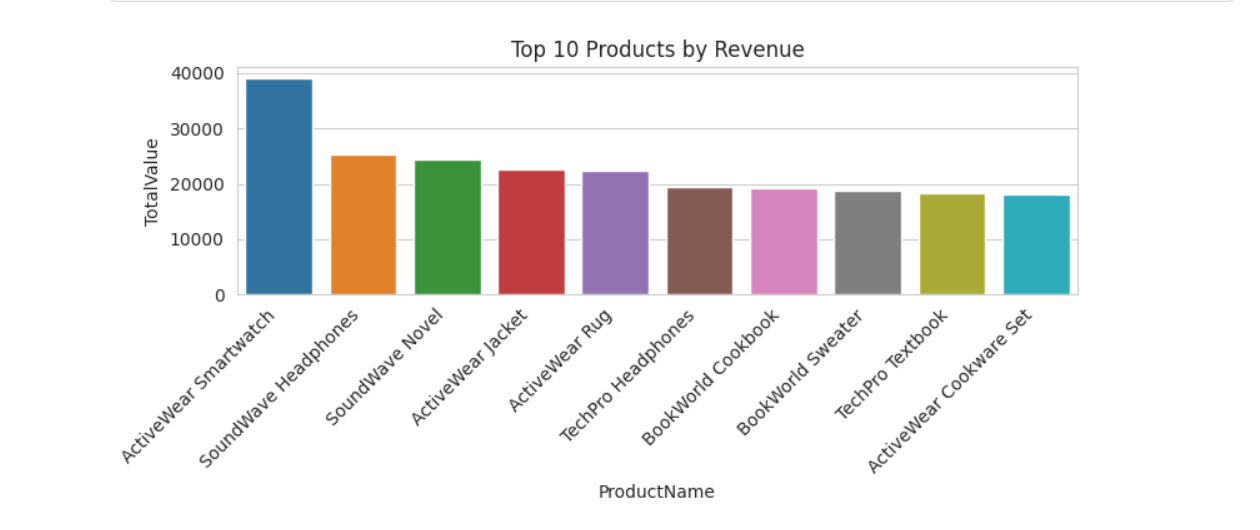 Top 10 Products by Revenue
40000
30000
20000
10000
0
TotalValue
ActiveWear Smartwatch
SoundWave Headphones
SoundWave Novel
ActiveWear Jacket
ActiveWear Rug
TechPro Headphones
BookWorld Cookbook
BookWorld Sweater
TechPro Textbook
ActiveWear Cookware Set
ProductName